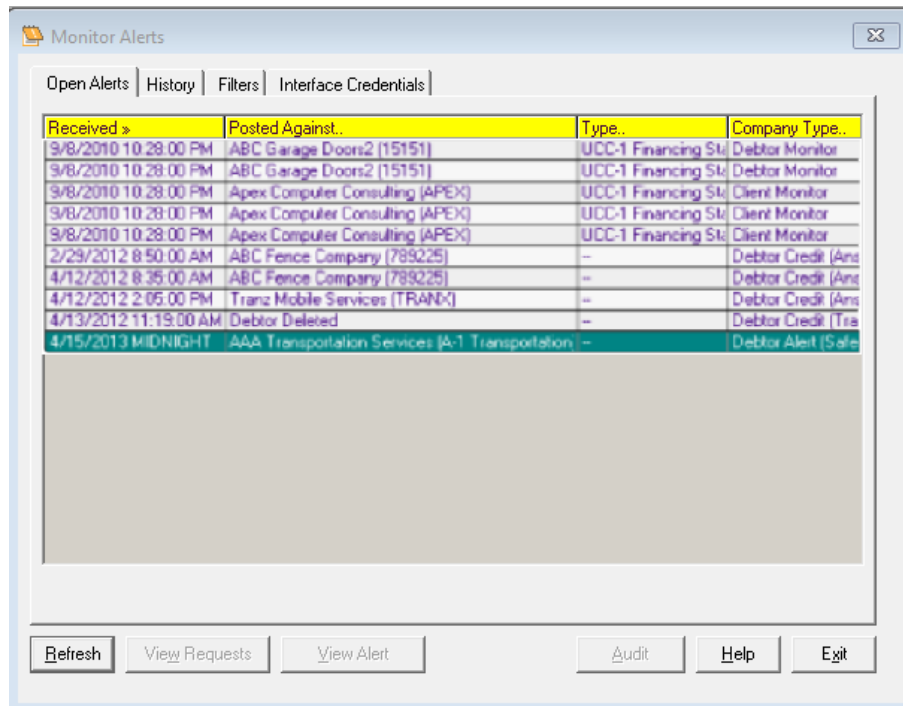 Monitor Alerts
Open Alerts History Filters Interface Credentials
Received » Posted Against.. Type.. Company Type..
9/8/2010 10:28:00 PM ABC Garage Doors2 (15151) UCC-1 Financing Sta Debtor Monitor
9/8/2010 10:28:00 PM ABC Garage Doors2 (15151) UCC-1 Financing Sta Debtor Monitor
9/8/2010 10:28:00 PM Apex Computer Consulting (APEX) UCC-1 Financing Sta Client Monitor
9/8/2010 10:28:00 PM Apex Computer Consulting (APEX) UCC-1 Financing Sta Client Monitor
9/8/2010 10:28:00 PM Apex Computer Consulting (APEX) UCC-1 Financing Sta Client Monitor
2/29/2012 8:50:00 AM ABC Fence Company (789225) -- Debtor Credit (Ans
4/12/2012 8:35:00 AM ABC Fence Company (789225) -- Debtor Credit (Ans
4/12/2012 2:05:00 PM Tranz Mobile Services (TRANX) -- Debtor Credit (Ans
4/13/2012 11:19:00 AM Debtor Deleted -- Debtor Credit (Tra
4/15/2013 MIDNIGHT AAA Transportation Services (A-1 Transportation -- Debtor Alert (Safe
Refresh View Requests View Alert Audit Help Exit